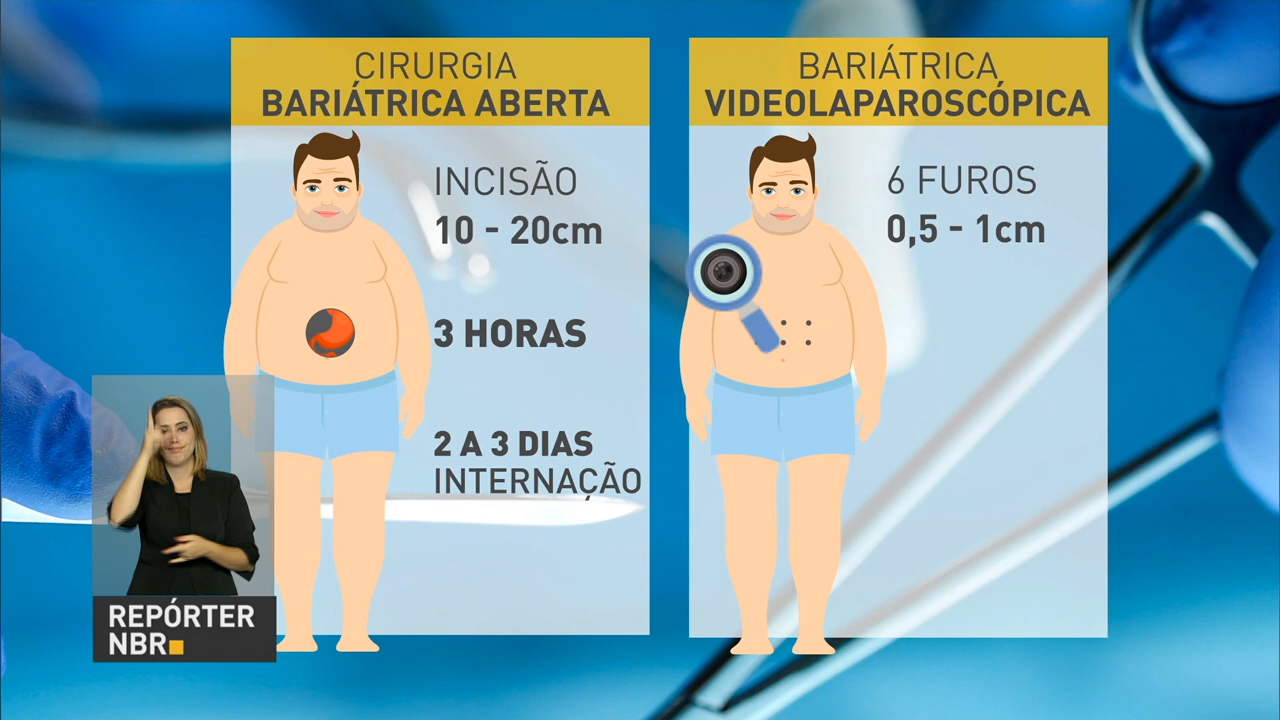 CIRURGIA
BARIÁTRICA ABERTA
INCISÃO
10 - 20cm
3 HORAS
2 A 3 DIAS
INTERNAÇÃO
BARIÁTRICA
VIDEOLAPAROSCÓPICA
6 FUROS
0,5 - 1cm
REPÓRTER
NBR